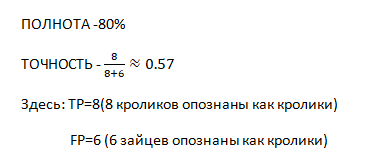 ПОЛНОТА -80%
ТОЧНОСТЬ - 8/(8+6) ≈ 0.57
Здесь: TP=8(8 кроликов опознаны как кролики)
FP=6 (6 зайцев опознаны как кролики)